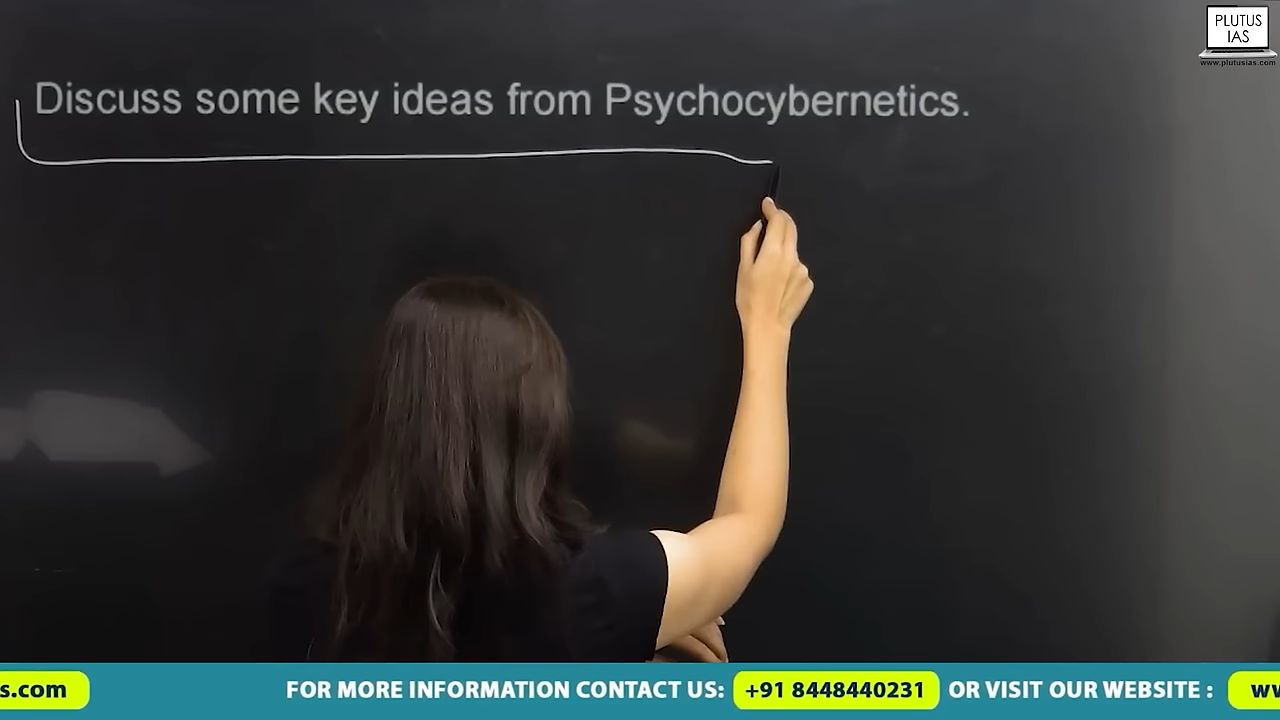 PLUTUS
IAS
www.plutusias.com
Discuss some key ideas from Psychocybernetics.
s.com FOR MORE INFORMATION CONTACT US: +91 8448440231 OR VISIT OUR WEBSITE : ww